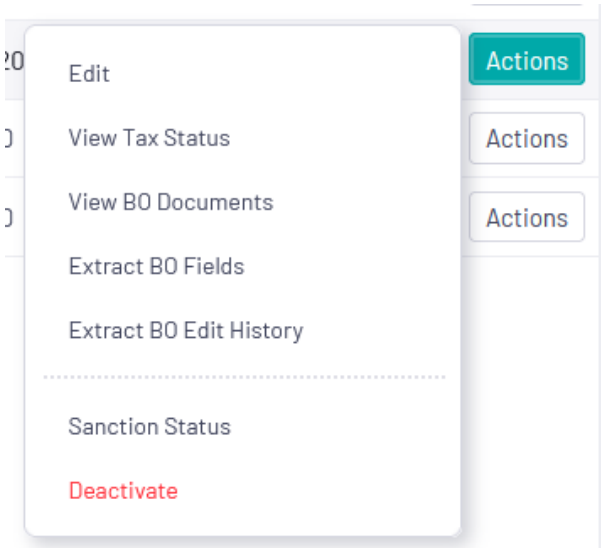 20
Actions
Edit
View Tax Status
Actions
View BO Documents
Actions
Extract BO Fields
Extract BO Edit History
Sanction Status
Deactivate